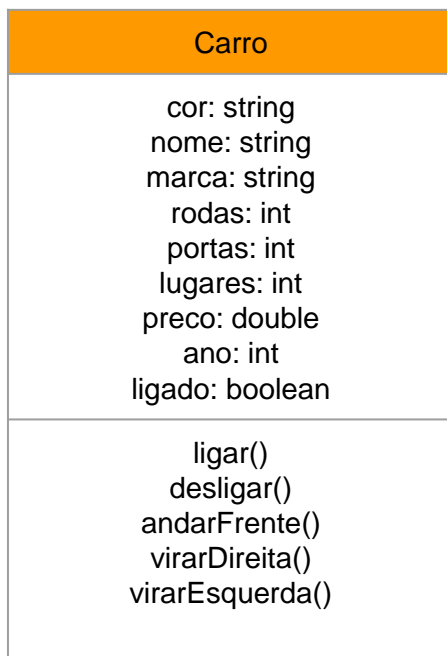 Carro
cor: string
nome: string
marca: string
rodas: int
portas: int
lugares: int
preco: double
ano: int
ligado: boolean
ligar()
desligar()
andarFrente()
virarDireita()
virarEsquerda()